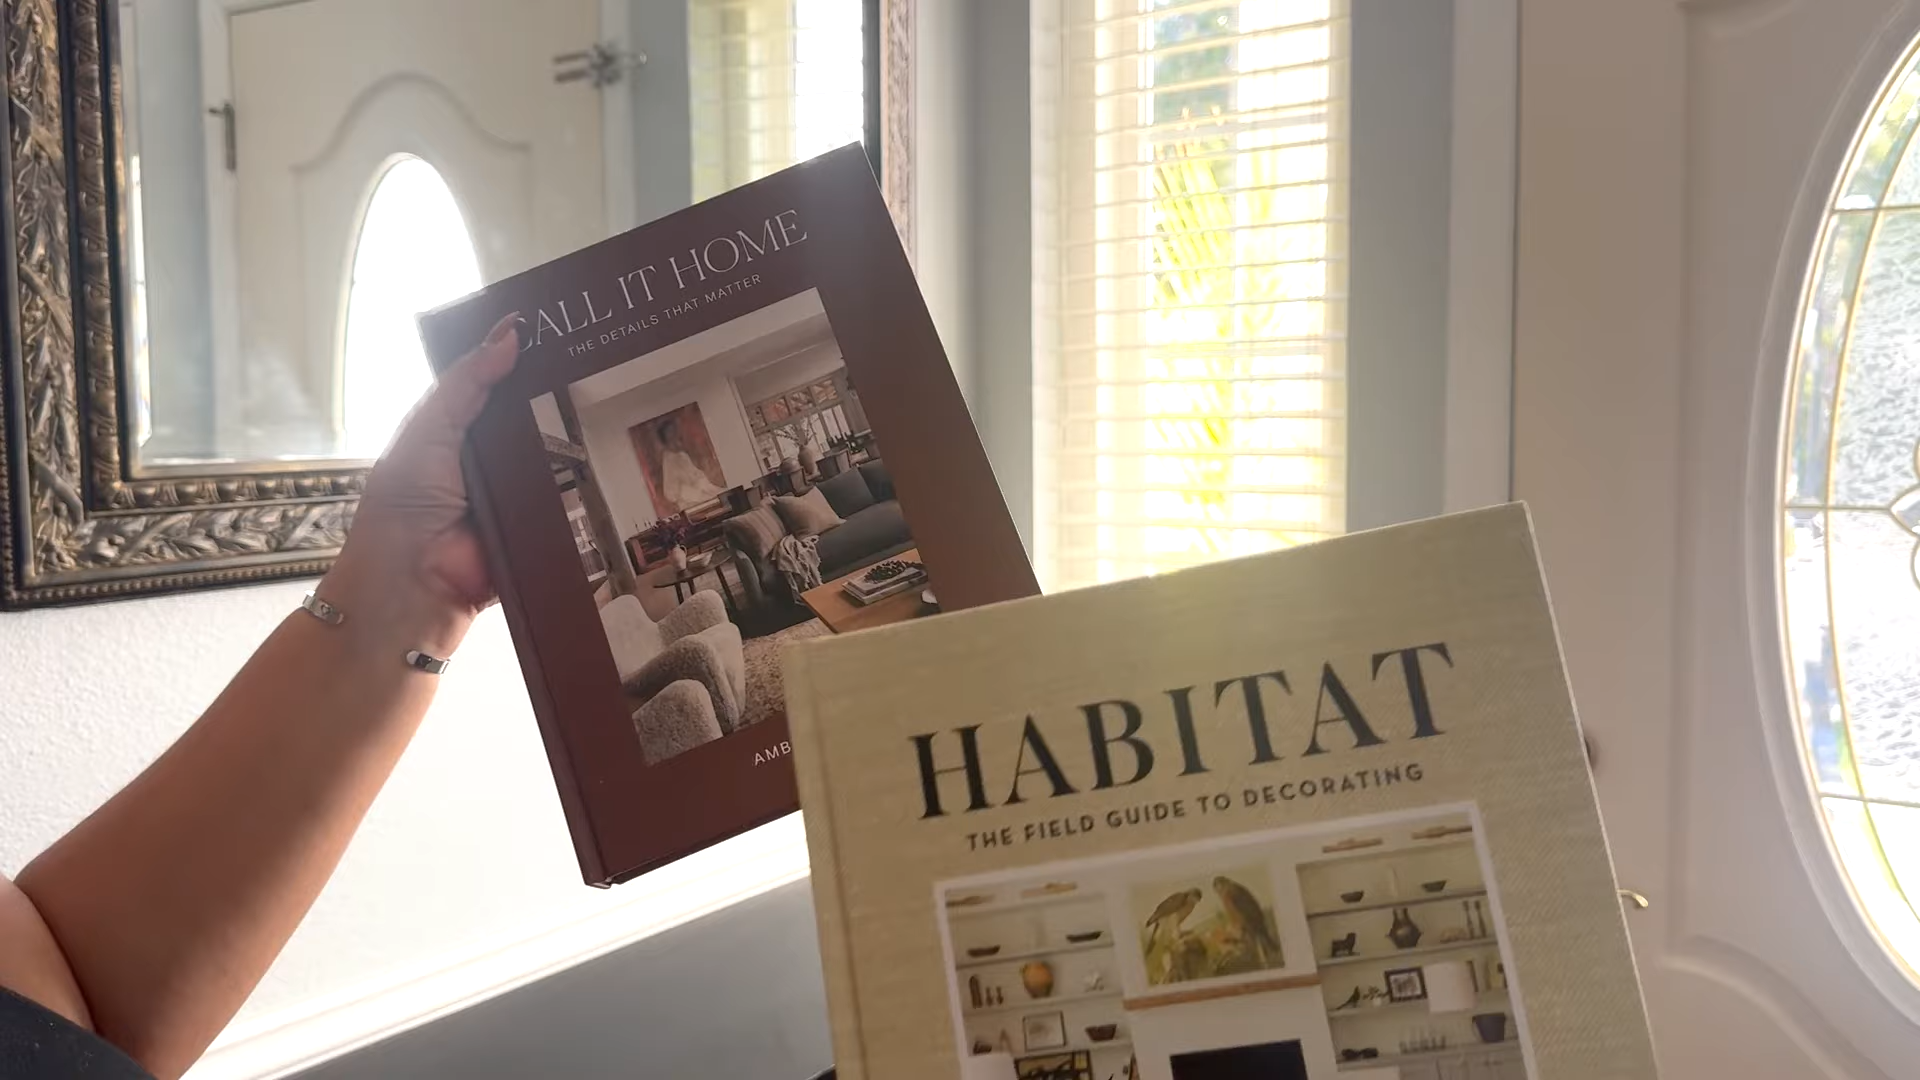 CALL IT HOME
THE DETAILS THAT MATTER
AMB
HABITAT
THE FIELD GUIDE TO DECORATING